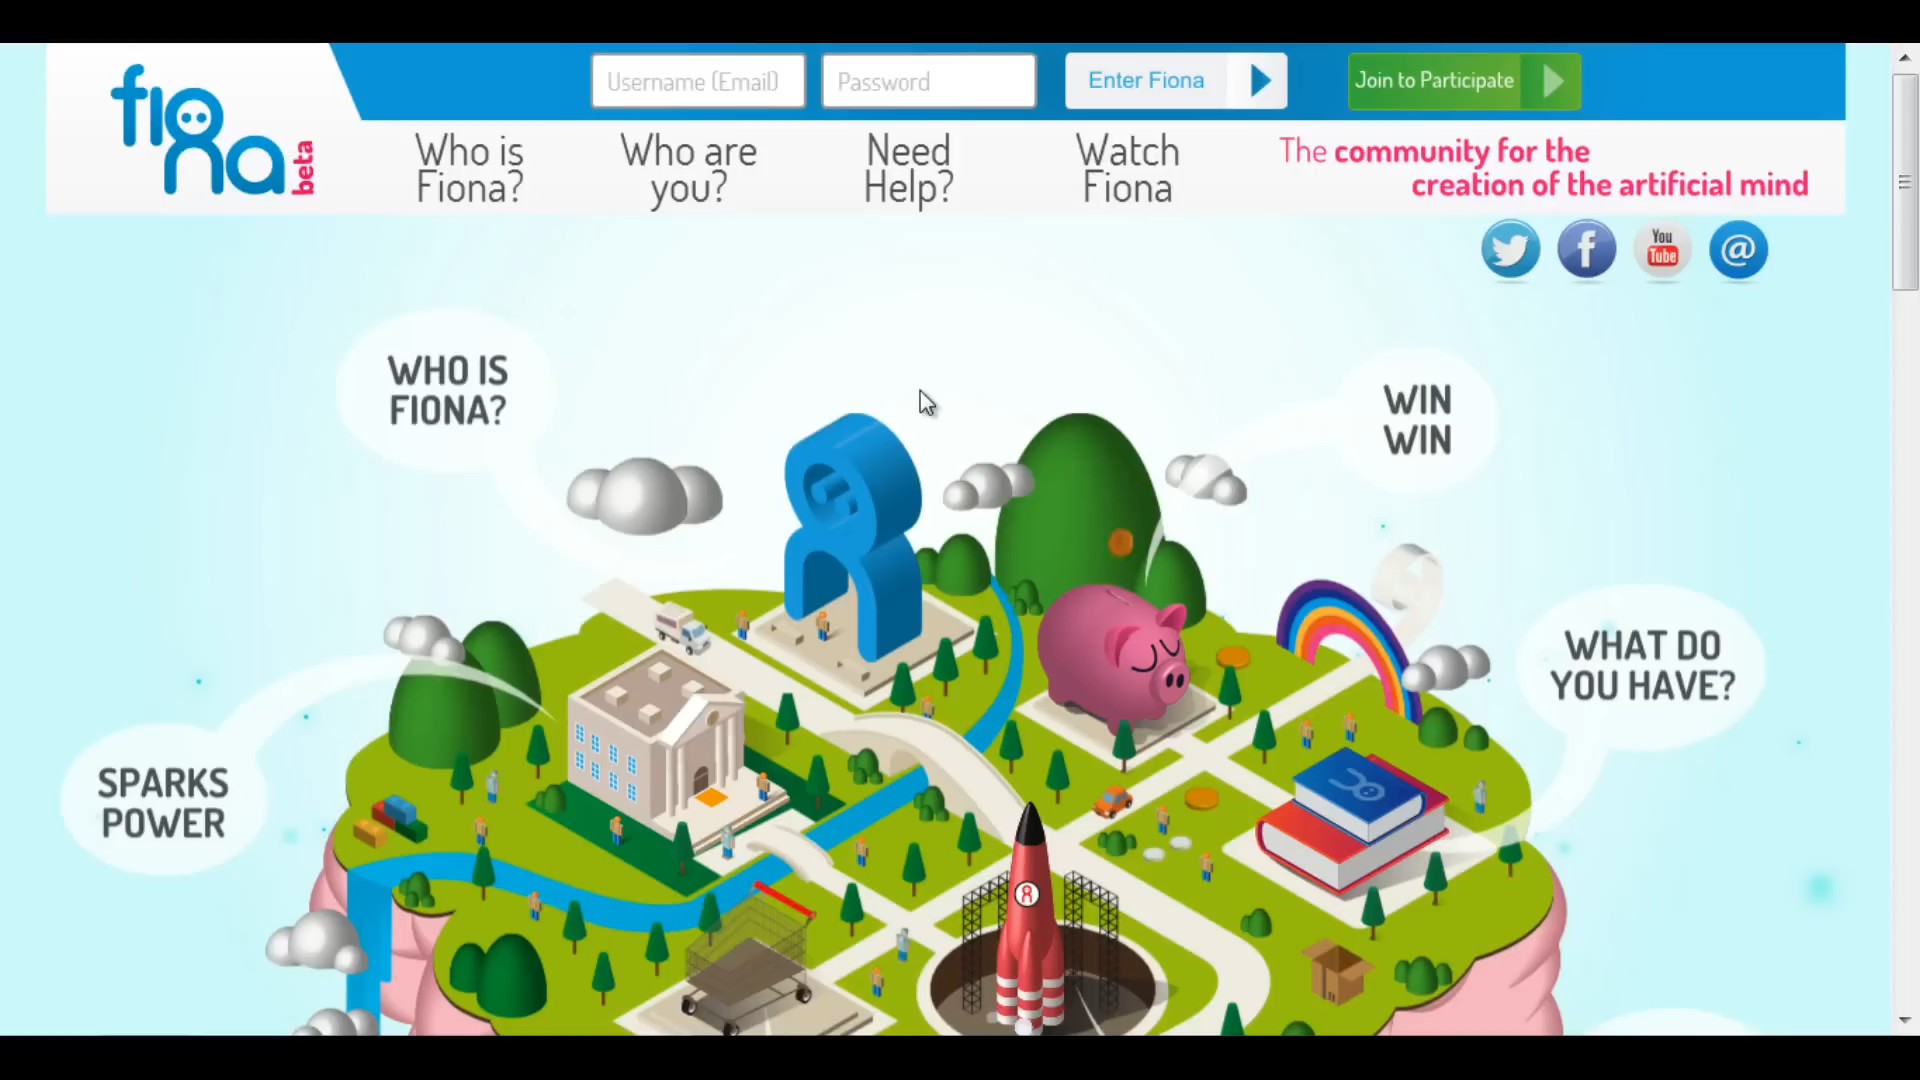 fiona
beta
Username (Email)
Password
Enter Fiona
Join to Participate
Who is
Fiona?
Who are
you?
Need
Help?
Watch
Fiona
The community for the
creation of the artificial mind
You
Tube
WHO IS
FIONA?
WIN
WIN
WHAT DO
YOU HAVE?
SPARKS
POWER